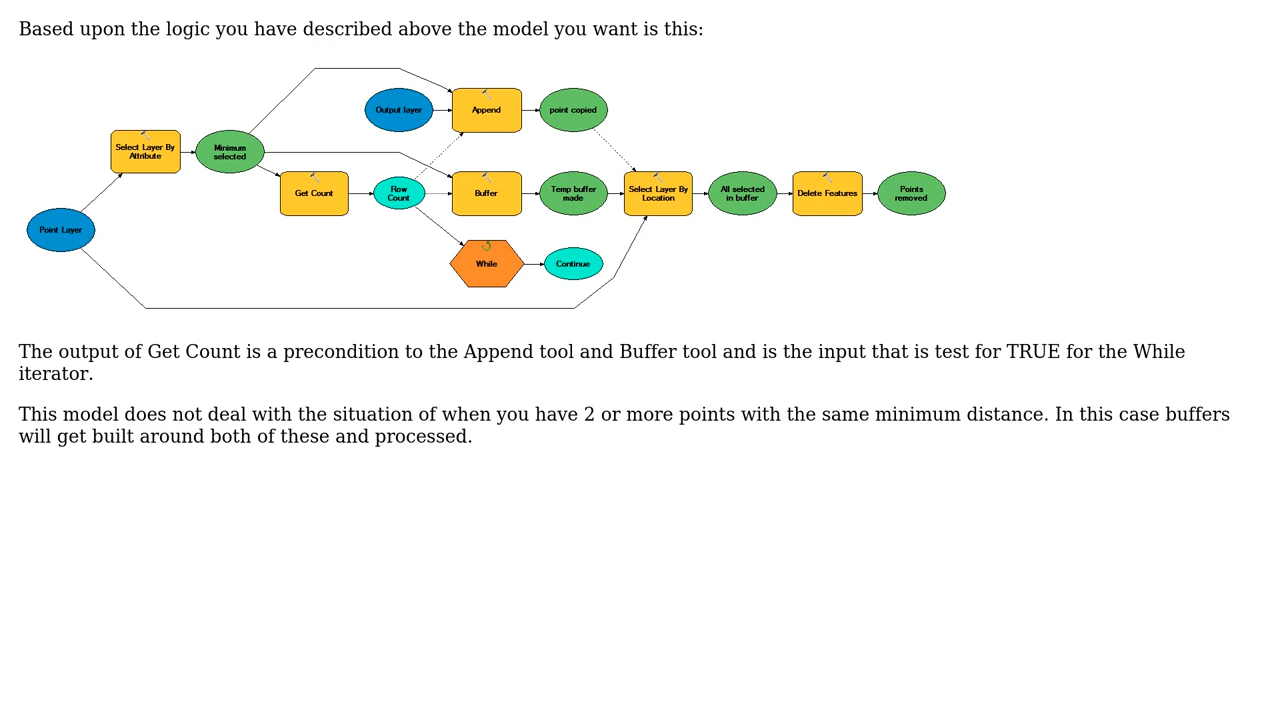 Based upon the logic you have described above the model you want is this:
Output layer
Append
point copied
Select Layer By
Attribute
Minimum
selected
Get Count
Row
Count
Buffer
Temp buffer
made
Select Layer By
Location
All selected
in buffer
Delete Features
Points
removed
Point Layer
While
Continue
The output of Get Count is a precondition to the Append tool and Buffer tool and is the input that is test for TRUE for the While
iterator.
This model does not deal with the situation of when you have 2 or more points with the same minimum distance. In this case buffers
will get built around both of these and processed.